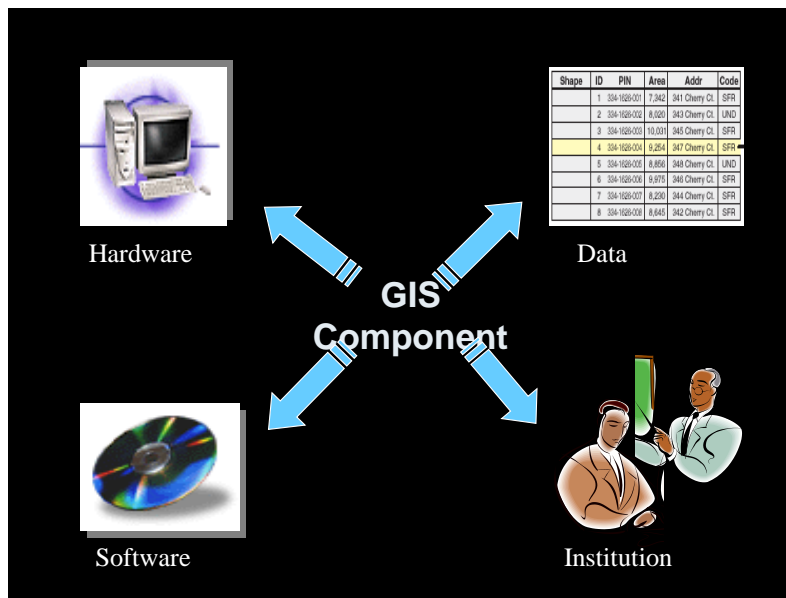 Shape ID PIN Area Addr Code
1 334-1626-001 7,342 341 Cherry Ct. SFR
2 334-1626-002 8,020 343 Cherry Ct. UND
3 334-1626-003 10,031 345 Cherry Ct. SFR
4 334-1626-004 9,254 347 Cherry Ct. SFR
5 334-1626-005 8,856 348 Cherry Ct. UND
6 334-1626-006 9,975 346 Cherry Ct. SFR
7 334-1626-007 8,230 344 Cherry Ct. SFR
8 334-1626-008 8,645 342 Cherry Ct. SFR
Hardware
Data
GIS
Component
Software
Institution